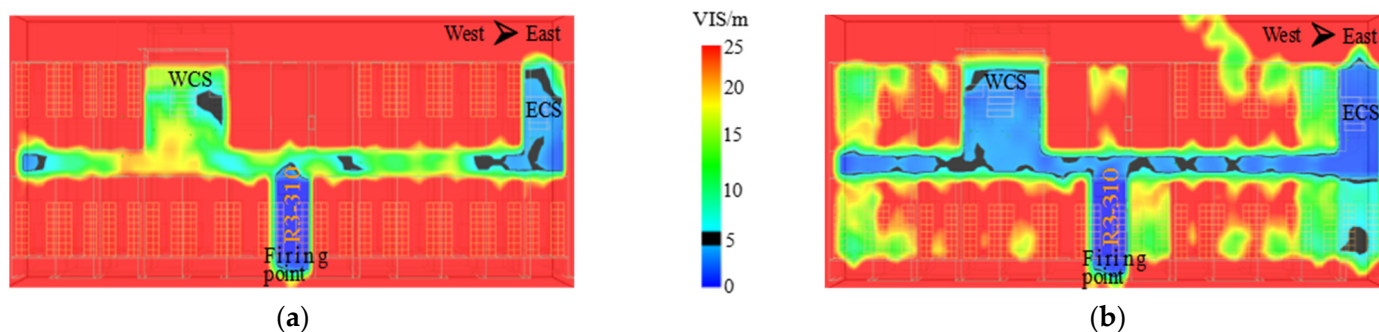 West East
WCS
ECS
R3-310
Firing
point
(a)
VIS/m
25
20
15
10
5
0
West East
WCS
ECS
R3-310
Firing
point
(b)